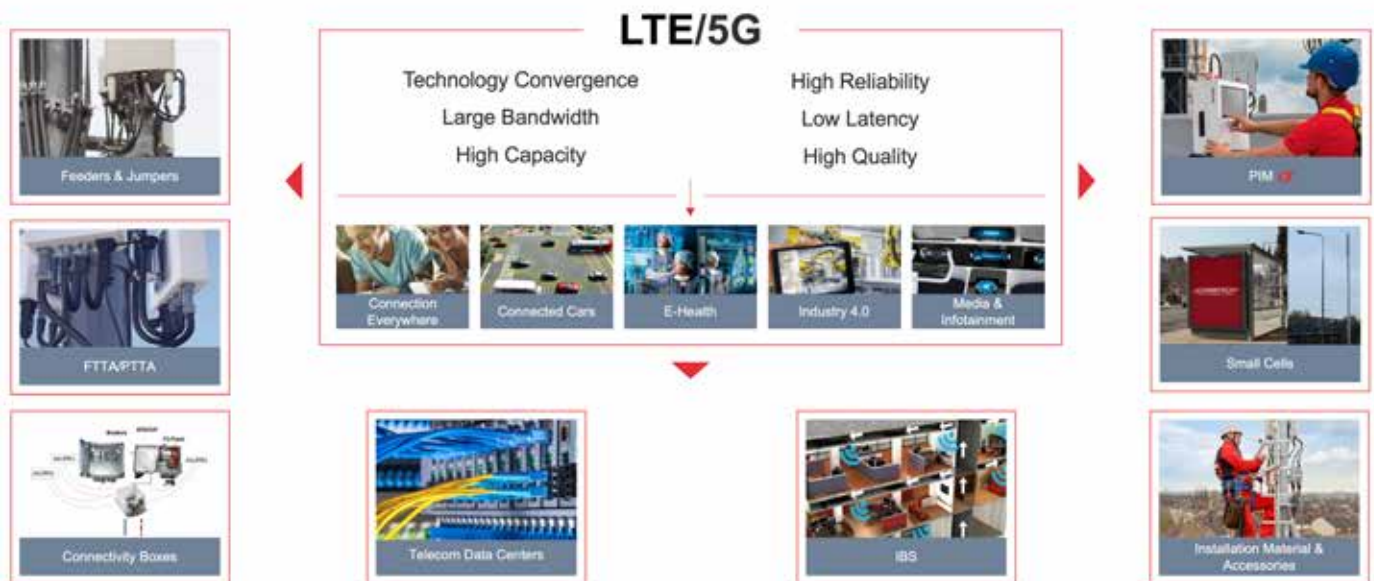 LTE/5G
Technology Convergence
Large Bandwidth
High Capacity
High Reliability
Low Latency
High Quality
Connection
Everywhere
Connected Cars
E-Health
Industry 4.0
Media &
Infotainment
Feeders & Jumpers
FTTA/PTTA
Connectivity Boxes
Telecom Data Centers
IBS
PIM
Small Cells
Installation Material &
Accessories